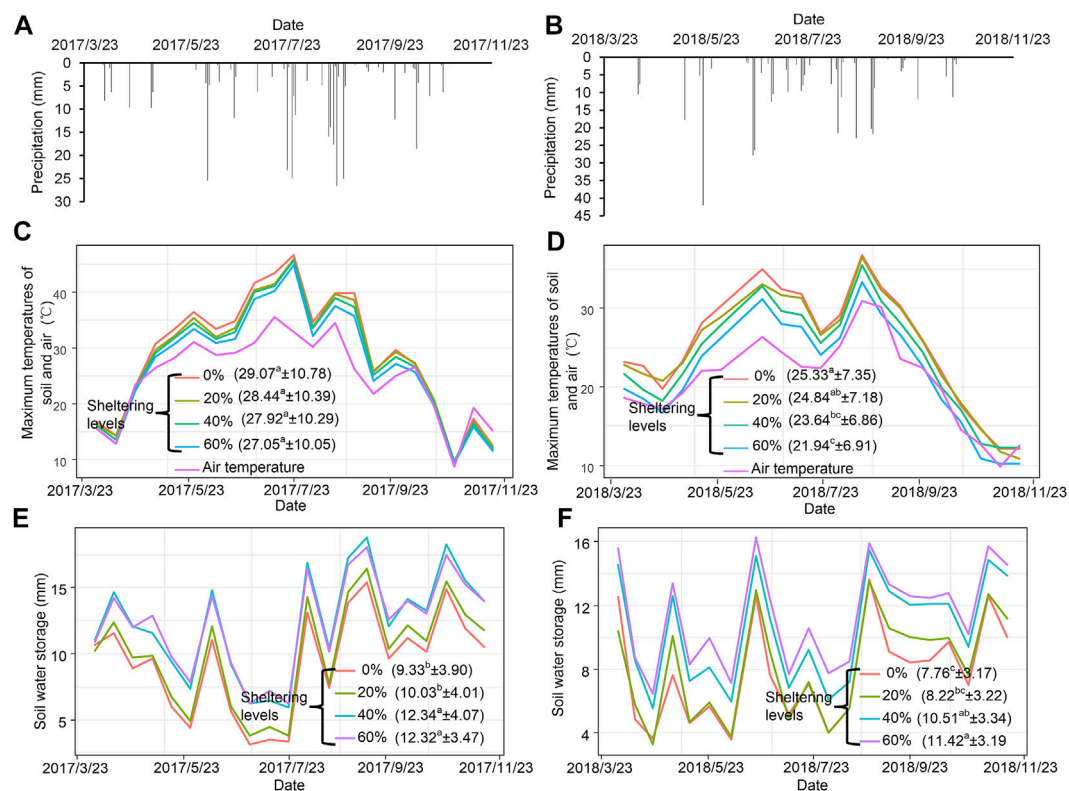 A
Date
2017/3/23 2017/5/23 2017/7/23 2017/9/23 2017/11/23
Precipitation (mm)
0
5
10
15
20
25
30
B
Date
2018/3/23 2018/5/23 2018/7/23 2018/9/23 2018/11/23
Precipitation (mm)
0
5
10
15
20
25
30
35
40
45
C
Maximum temperatures of
soil and air (℃)
40
30
20
10
Sheltering
levels
0% (29.07ᵃ±10.78)
20% (28.44ᵃ±10.39)
40% (27.92ᵃ±10.29)
60% (27.05ᵃ±10.05)
Air temperature
2017/3/23 2017/5/23 2017/7/23 2017/9/23 2017/11/23
Date
D
Maximum temperatures of soil
and air (℃)
30
20
10
Sheltering
levels
0% (25.33ᵃ±7.35)
20% (24.84ᵃᵇ±7.18)
40% (23.64ᵇᶜ±6.86)
60% (21.94ᶜ±6.91)
Air temperature
2018/3/23 2018/5/23 2018/7/23 2018/9/23 2018/11/23
Date
E
Soil water storage (mm)
15
10
5
Sheltering
levels
0% (9.33ᵇ±3.90)
20% (10.03ᵇ±4.01)
40% (12.34ᵃ±4.07)
60% (12.32ᵃ±3.47)
2017/3/23 2017/5/23 2017/7/23 2017/9/23 2017/11/23
Date
F
Soil water storage (mm)
16
12
8
4
Sheltering
levels
0% (7.76ᶜ±3.17)
20% (8.22ᵇᶜ±3.22)
40% (10.51ᵃᵇ±3.34)
60% (11.42ᵃ±3.19
2018/3/23 2018/5/23 2018/7/23 2018/9/23 2018/11/23
Date